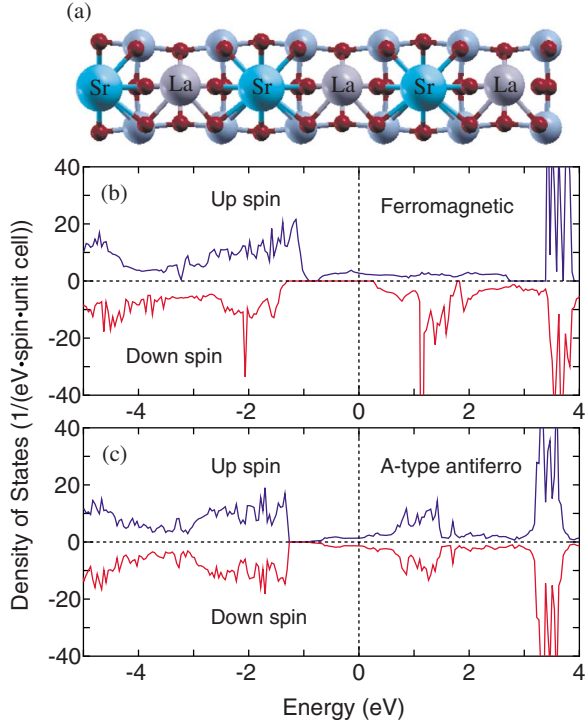 (a)
Sr La Sr La Sr La
40
(b)
Up spin
Ferromagnetic
20
0
-20
Down spin
-40
-4 -2 0 2 4
40
(c)
Up spin
A-type antiferro
20
0
-20
Down spin
-40
-4 -2 0 2 4
Energy (eV)
Density of States (1/(eV•spin•unit cell))